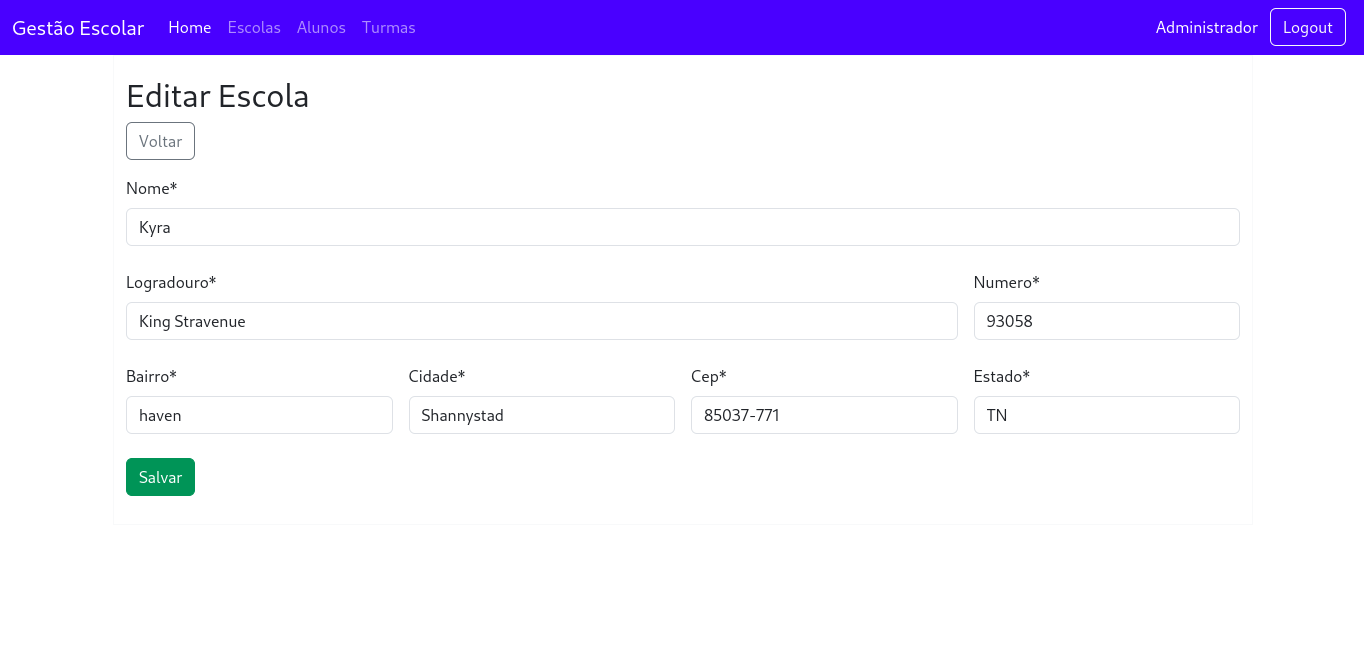 Gestão Escolar Home Escolas Alunos Turmas Administrador Logout
Editar Escola
Voltar
Nome*
Kyra
Logradouro* Numero*
King Stravenue 93058
Bairro* Cidade* Cep* Estado*
haven Shannystad 85037-771 TN
Salvar